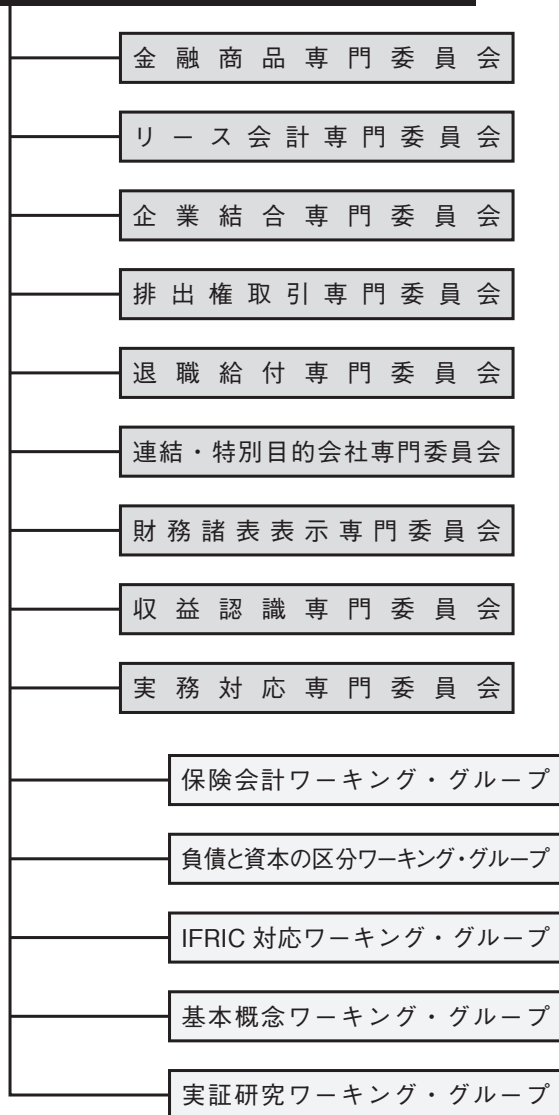 金融商品専門委員会
リース会計専門委員会
企業結合専門委員会
排出権取引専門委員会
退職給付専門委員会
連結・特別目的会社専門委員会
財務諸表表示専門委員会
収益認識専門委員会
実務対応専門委員会
保険会計ワーキング・グループ
負債と資本の区分ワーキング・グループ
IFRIC 対応ワーキング・グループ
基本概念ワーキング・グループ
実証研究ワーキング・グループ